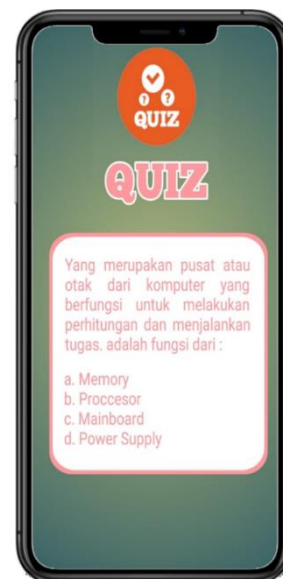 QUIZ
QUIZ
Yang merupakan pusat atau
otak dari komputer yang
berfungsi untuk melakukan
perhitungan dan menjalankan
tugas. adalah fungsi dari :
a. Memory
b. Proccesor
c. Mainboard
d. Power Supply